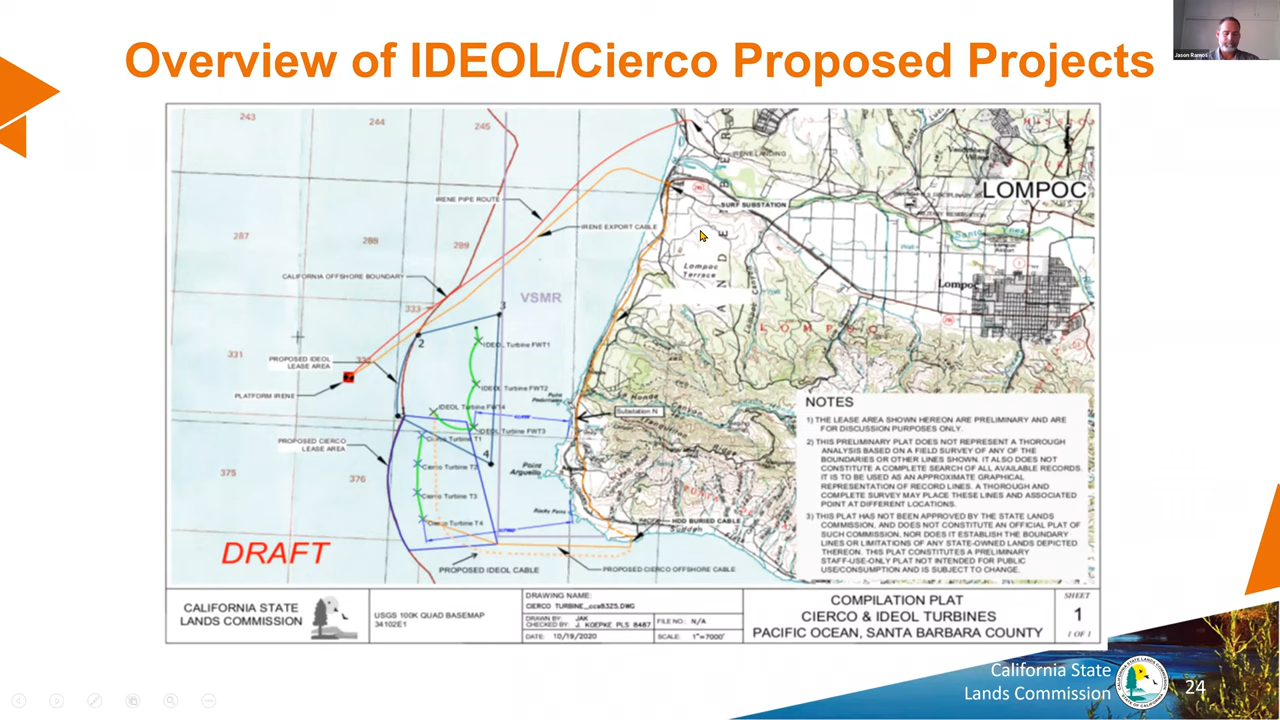 Overview of IDEOL/Cierco Proposed Projects
Jason Ramos
243
244
245
IRENE LANDING
LOMPOC
IRENE PIPE ROUTE
SURF SUBSTATION
IRENE EXPORT CABLE
287
288
289
Lompoc
Terrace
CALIFORNIA OFFSHORE BOUNDARY
VSMR
333
3
Lompoc
LOMPOC
2
331
IDEOL Turbine FWT1
PROPOSED IDEOL
LEASE AREA
PLATFORM IRENE
IDEOL Turbine FWT2
IDEOL Turbine FWT4
Substation N
IDEOL Turbine FWT3
PROPOSED CIERCO
LEASE AREA
Cierco Turbine T1
4
Point
Arguello
Cierco Turbine T2
375
376
Cierco Turbine T3
Rocky Point
Cierco Turbine T4
HDD BURIED CABLE
DRAFT
PROPOSED IDEOL CABLE
PROPOSED CIERCO OFFSHORE CABLE
NOTES
1) THE LEASE AREA SHOWN HEREON ARE PRELIMINARY AND ARE
FOR DISCUSSION PURPOSES ONLY.
2) THIS PRELIMINARY PLAT DOES NOT REPRESENT A THOROUGH
ANALYSIS BASED ON A FIELD SURVEY OF ANY OF THE
BOUNDARIES OR OTHER LINES SHOWN. IT ALSO DOES NOT
CONSTITUTE A COMPLETE SEARCH OF ALL AVAILABLE RECORDS.
IT IS TO BE USED AS AN APPROXIMATE GRAPHICAL
REPRESENTATION OF RECORD LINES. A THOROUGH AND
COMPLETE SURVEY MAY PLACE THESE LINES AND ASSOCIATED
POINT AT DIFFERENT LOCATIONS.
3) THIS PLAT HAS NOT BEEN APPROVED BY THE STATE LANDS
COMMISSION, AND DOES NOT CONSTITUTE AN OFFICIAL PLAT OF
SUCH COMMISSION. NOR DOES IT ESTABLISH THE BOUNDARY
LINES OR LIMITATIONS OF ANY STATE-OWNED LANDS DEPICTED
THEREON. THIS PLAT CONSTITUTES A PRELIMINARY
STAFF-USE-ONLY PLAT NOT INTENDED FOR PUBLIC
USE/CONSUMPTION AND IS SUBJECT TO CHANGE.
CALIFORNIA STATE
LANDS COMMISSION
USGS 100K QUAD BASEMAP
34102E1
DRAWING NAME:
CIERCO TURBINE_ccs83Z5.DWG
DRAWN BY: JAK
CHECKED BY: J. KOEPKE PLS 8467
FILE NO.: N/A
DATE: 10/19/2020
SCALE: 1"=7000'
COMPILATION PLAT
CIERCO & IDEOL TURBINES
PACIFIC OCEAN, SANTA BARBARA COUNTY
SHEET
1
1 OF 1
California State
Lands Commission
24